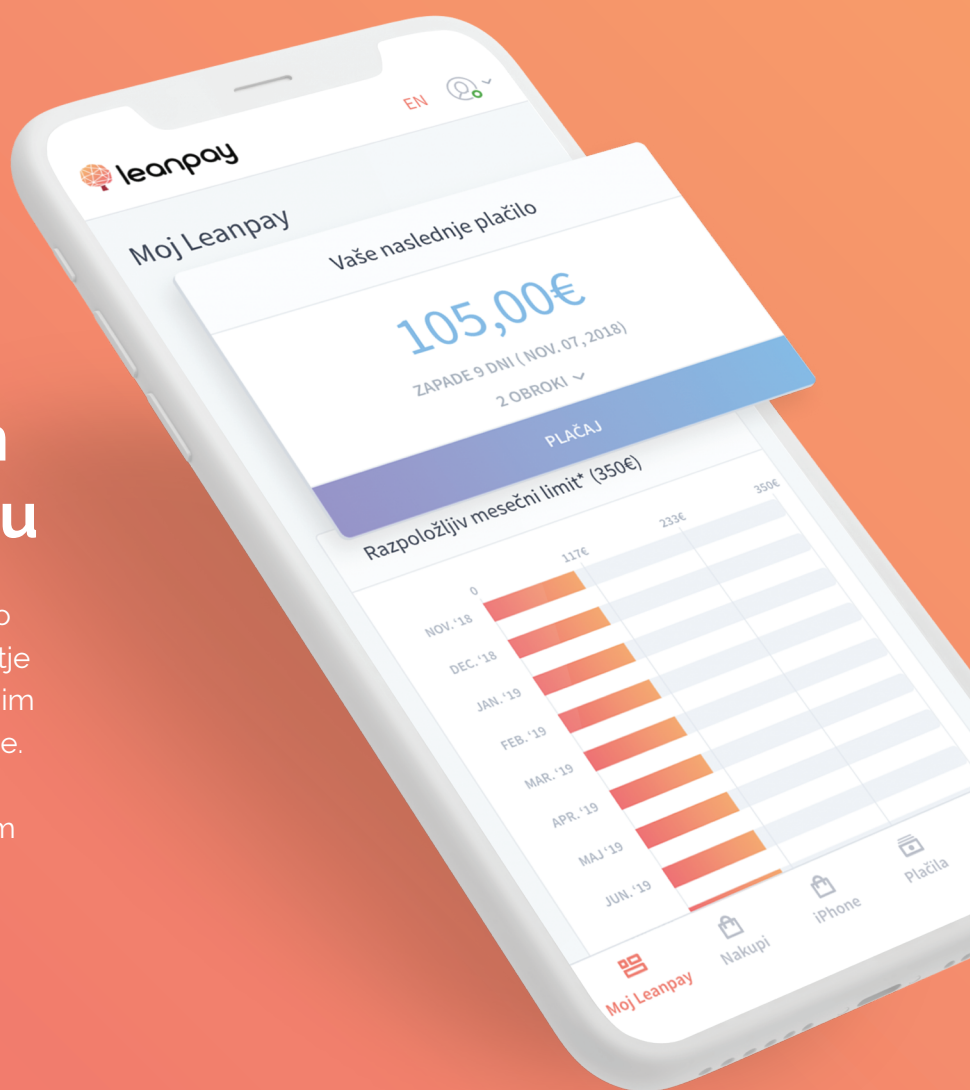 EN
leanpay
Moj Leanpay
Vaše naslednje plačilo
105,00€
ZAPADE 9 DNI ( NOV. 07, 2018)
2 OBROKI
PLAČAJ
Razpoložljiv mesečni limit* (350€)
0 117€ 233€ 350€
NOV. ‘18
DEC. ‘18
JAN. ‘19
FEB. ‘19
MAR. ‘19
APR. ‘19
MAJ ‘19
JUN. ‘19
Moj Leanpay Nakupi iPhone Plačila